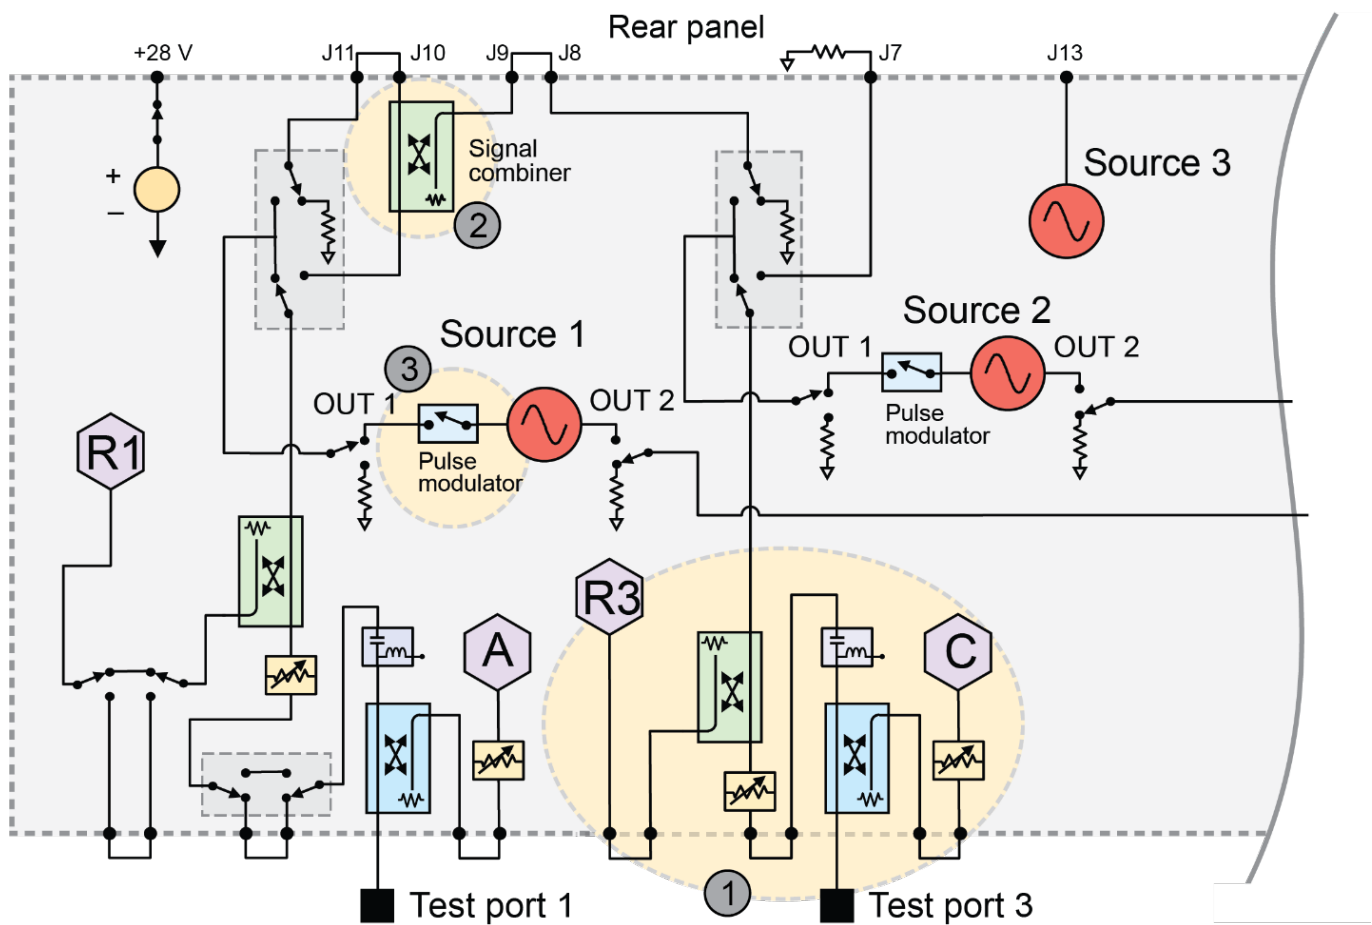 Rear panel
+28 V
J11
J10
J9
J8
J7
J13
+
–
Signal
combiner
2
Source 3
Source 1
3
OUT 1
OUT 2
Pulse
modulator
Source 2
OUT 1
OUT 2
Pulse
modulator
R1
R3
A
C
1
Test port 1
Test port 3